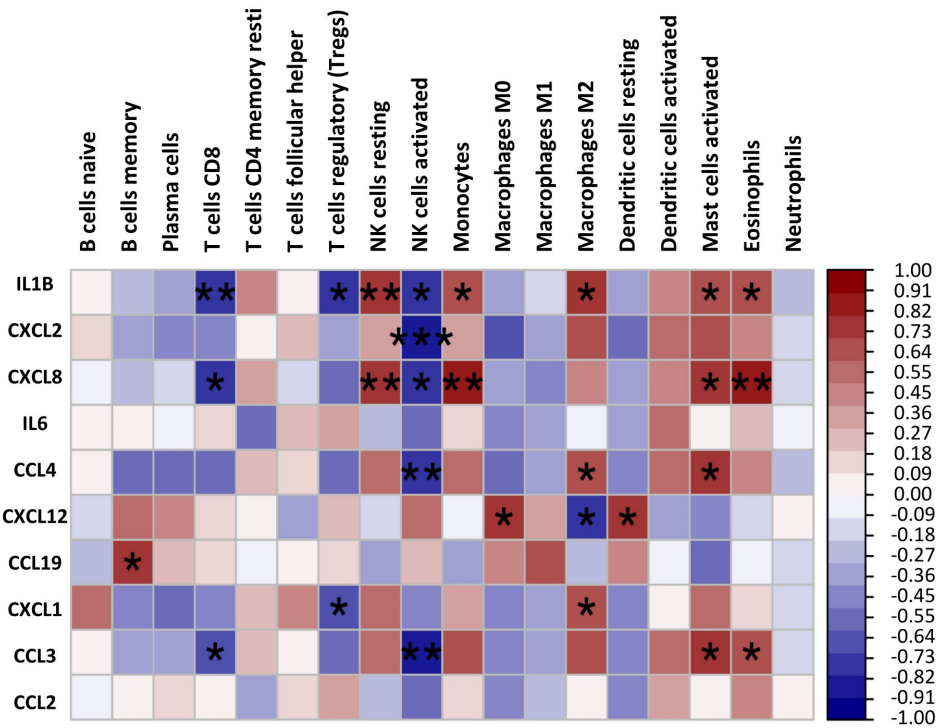 B cells naive
B cells memory
Plasma cells
T cells CD8
T cells CD4 memory resti
T cells follicular helper
T cells regulatory (Tregs)
NK cells resting
NK cells activated
Monocytes
Macrophages M0
Macrophages M1
Macrophages M2
Dendritic cells resting
Dendritic cells activated
Mast cells activated
Eosinophils
Neutrophils
IL1B ** * ** * * * * *
CXCL2 ***
CXCL8 * ** * ** * **
IL6
CCL4 ** * *
CXCL12 * * *
CCL19 *
CXCL1 * *
CCL3 * ** * *
CCL2
1.00
0.91
0.82
0.73
0.64
0.55
0.45
0.36
0.27
0.18
0.09
0.00
-0.09
-0.18
-0.27
-0.36
-0.45
-0.55
-0.64
-0.73
-0.82
-0.91
-1.00